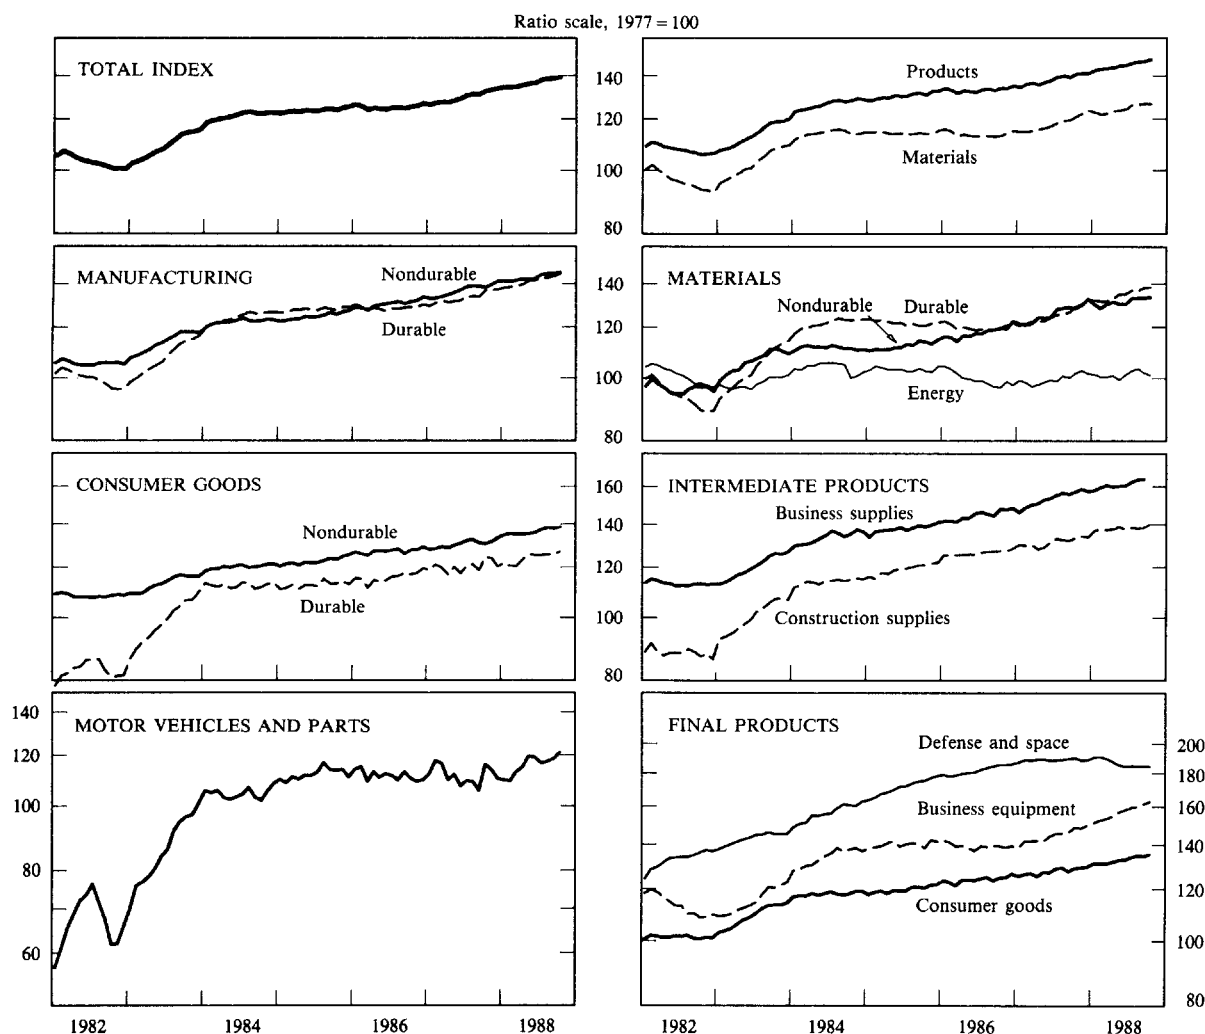 Ratio scale, 1977 = 100
TOTAL INDEX
140
120
100
80
Products
Materials
MANUFACTURING
Nondurable
Durable
140
120
100
80
MATERIALS
Nondurable
Durable
Energy
CONSUMER GOODS
Nondurable
Durable
160
140
120
100
80
INTERMEDIATE PRODUCTS
Business supplies
Construction supplies
140
120
100
80
60
MOTOR VEHICLES AND PARTS
FINAL PRODUCTS
Defense and space
Business equipment
Consumer goods
200
180
160
140
120
100
80
1982 1984 1986 1988
1982 1984 1986 1988